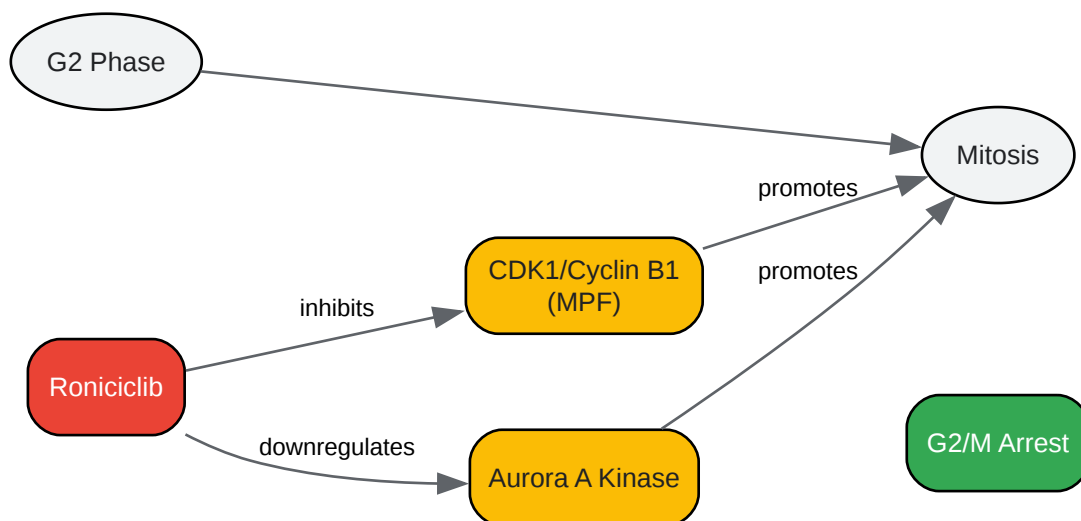 G2 Phase
Mitosis
promotes
CDK1/Cyclin B1
(MPF)
promotes
inhibits
Roniciclib
downregulates
Aurora A Kinase
G2/M Arrest